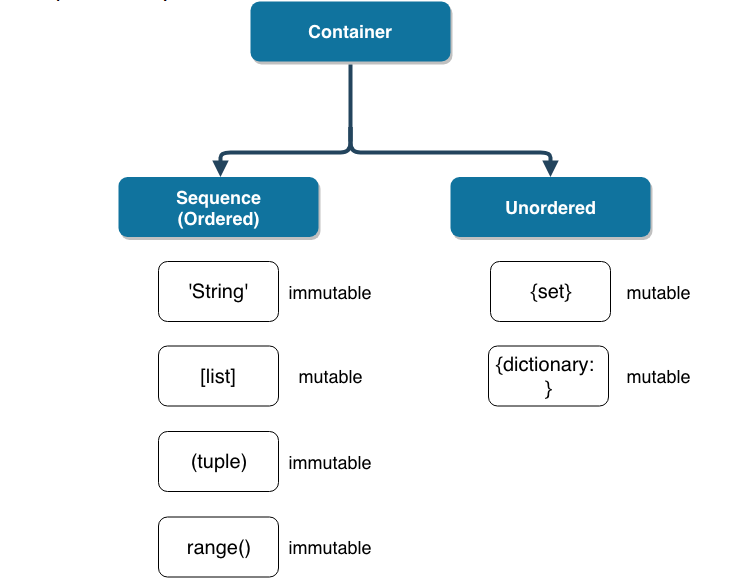 Container
Sequence
(Ordered)
Unordered
'String'
immutable
{set}
mutable
[list]
mutable
{dictionary:
}
mutable
(tuple)
immutable
range()
immutable